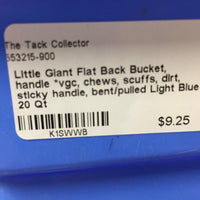 The Tack Collector
553215-900
Little Giant Flat Back Bucket,
handle *vgc, chews, scuffs, dirt,
sticky handle, bent/pulled Light Blue
20 Qt
$9.25
K1SWWB